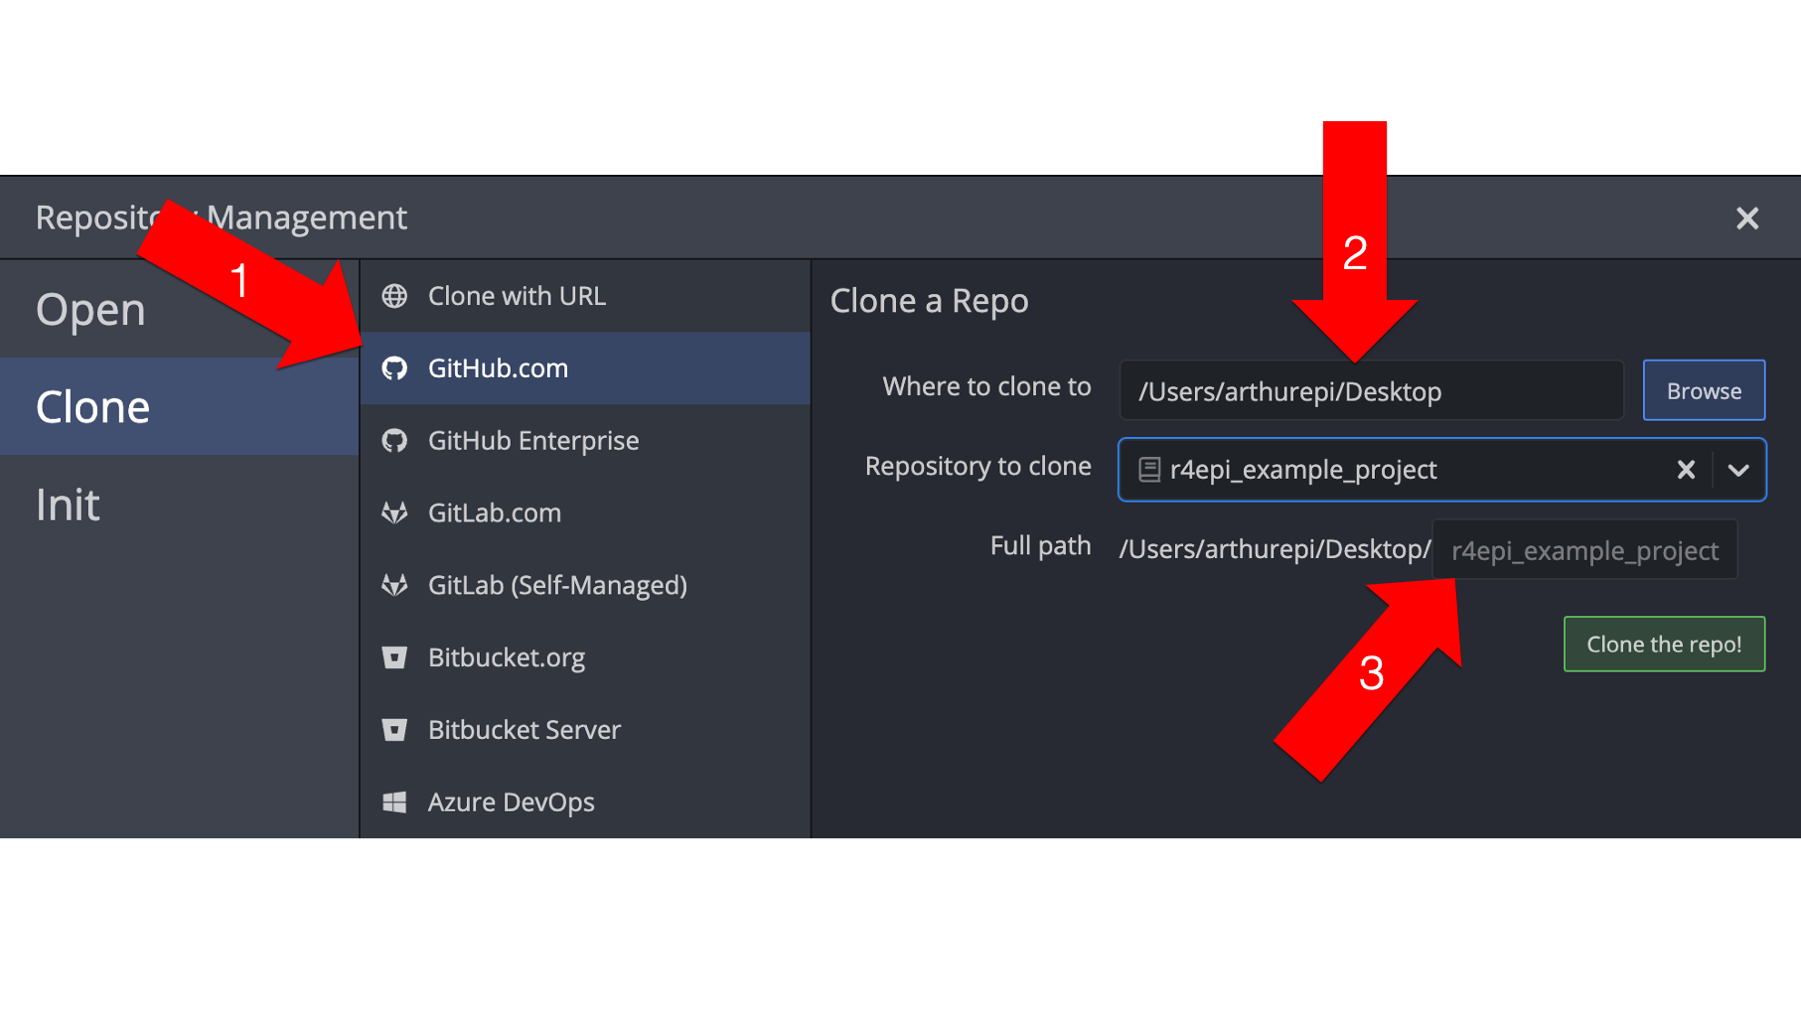 Repository Management
1
2
Open
Clone
Init
Clone with URL
GitHub.com
GitHub Enterprise
GitLab.com
GitLab (Self-Managed)
Bitbucket.org
Bitbucket Server
Azure DevOps
Clone a Repo
Where to clone to /Users/arthurepi/Desktop Browse
Repository to clone r4epi_example_project
Full path /Users/arthurepi/Desktop/ r4epi_example_project
Clone the repo!
3